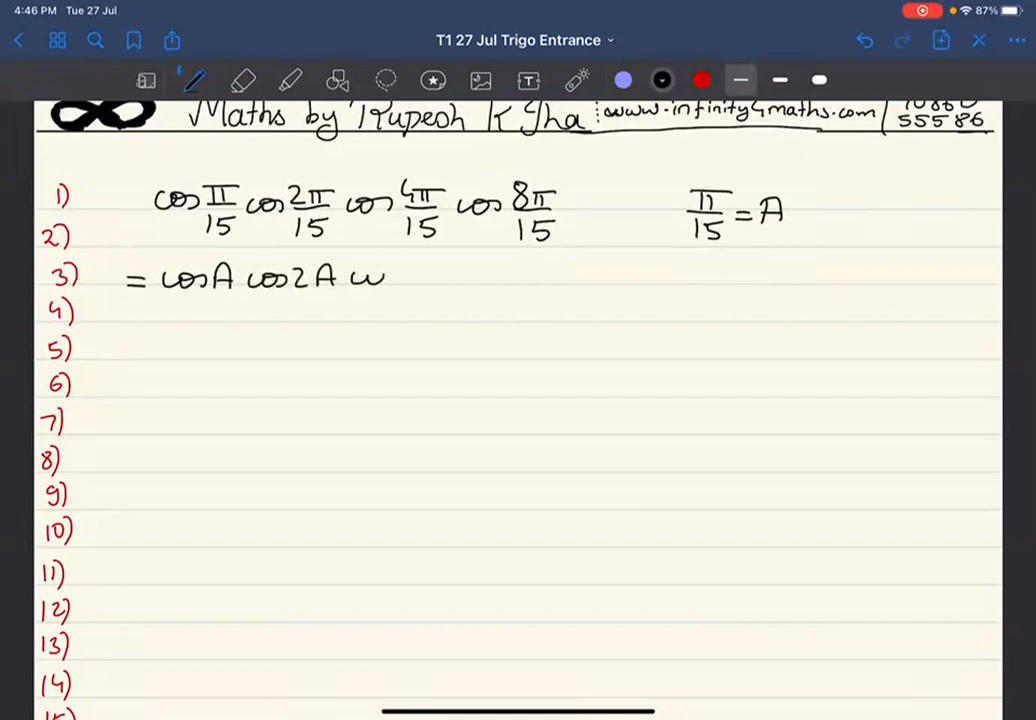 4:46 PM Tue 27 Jul 87%
T1 27 Jul Trigo Entrance
Maths by Rupesh K Jha www.infinity4maths.com
55586
1) cos π/15 cos 2π/15 cos 4π/15 cos 8π/15 π/15 = A
2)
3) = cosA cos2A co
4)
5)
6)
7)
8)
9)
10)
11)
12)
13)
14)